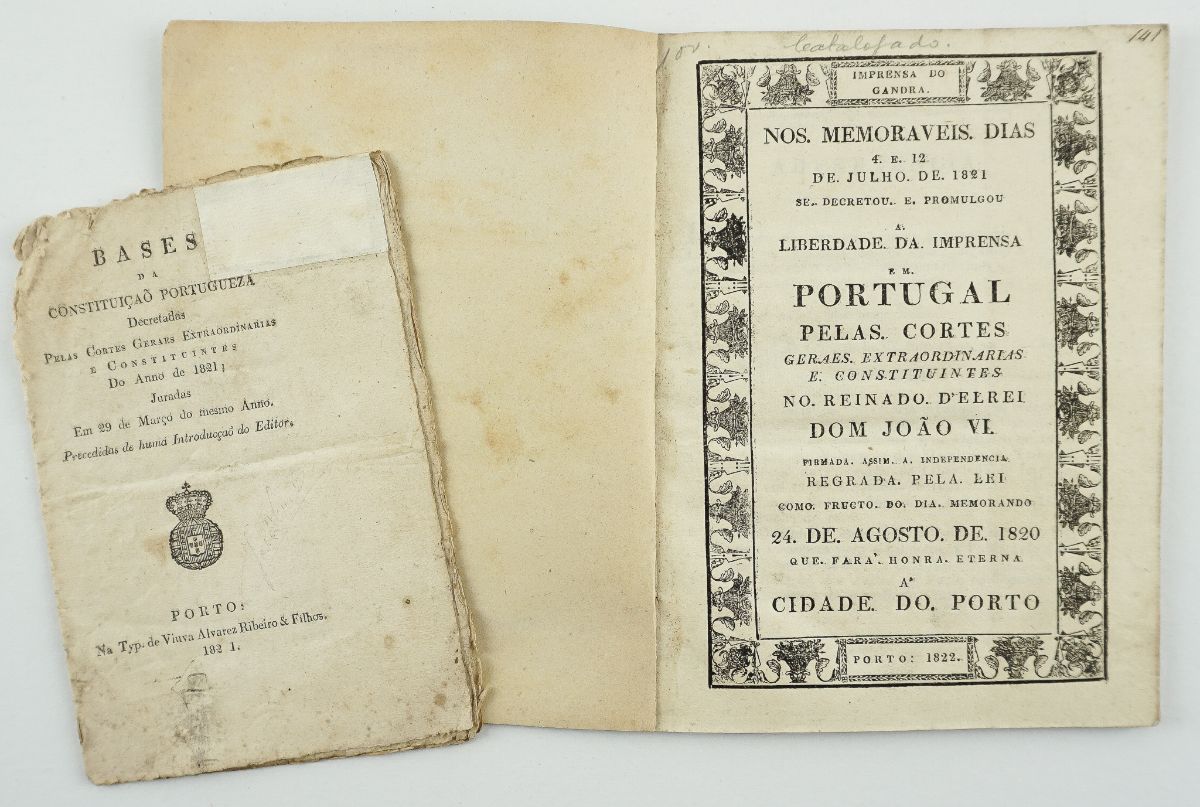 BASES
DA
CONSTITUIÇAÕ PORTUGUEZA
Decretadas
PELAS CORTES GERAES EXTRAORDINARIAS
E CONSTITUINTES
Do Anno de 1821;
Juradas
Em 29 de Março do mesmo Anno.
Precedidas de huma Introducçaõ do Editor.
PORTO:
Na Typ. de Viuva Alvarez Ribeiro & Filhos.
1821.
Catalogado.
141
IMPRENSA DO
GANDRA.
NOS. MEMORAVEIS. DIAS
4. E. 12
DE. JULHO. DE. 1821
SE. DECRETOU. E. PROMULGOU
A.
LIBERDADE. DA. IMPRENSA
EM.
PORTUGAL
PELAS. CORTES
GERAES. EXTRAORDINARIAS
E. CONSTITUINTES
NO. REINADO. D'ELREI
DOM JOÃO VI.
FIRMADA. ASSIM. A. INDEPENDENCIA
REGRADA. PELA. LEI
COMO. FRUCTO. DO. DIA. MEMORANDO
24. DE. AGOSTO. DE. 1820
QUE. FARA'. HONRA. ETERNA
A'
CIDADE. DO. PORTO
PORTO: 1822.